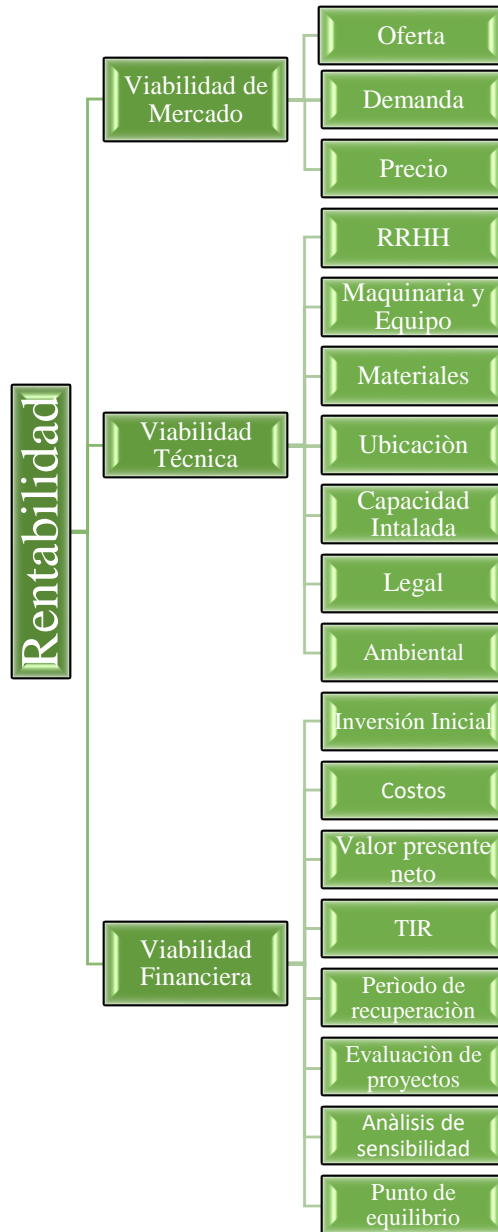 Rentabilidad
Viabilidad de
Mercado
Oferta
Demanda
Precio
Viabilidad
Técnica
RRHH
Maquinaria y
Equipo
Materiales
Ubicaciòn
Capacidad
Intalada
Legal
Ambiental
Viabilidad
Financiera
Inversión Inicial
Costos
Valor presente
neto
TIR
Perìodo de
recuperaciòn
Evaluaciòn de
proyectos
Anàlisis de
sensibilidad
Punto de
equilibrio